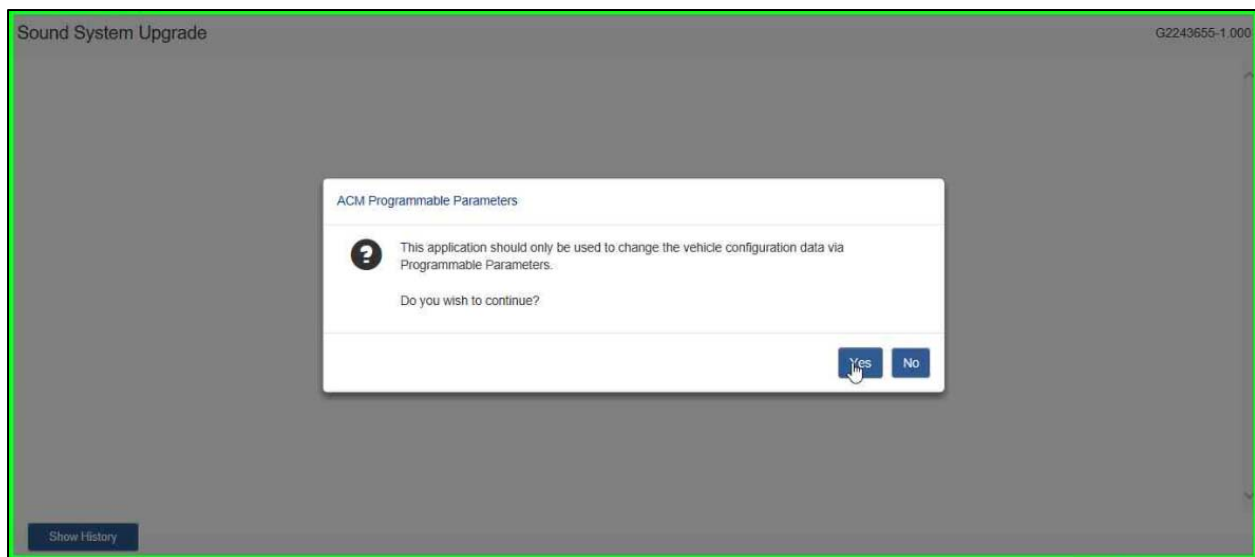 Sound System Upgrade
G2243655-1.000
ACM Programmable Parameters
This application should only be used to change the vehicle configuration data via
Programmable Parameters.
Do you wish to continue?
Yes
No
Show History